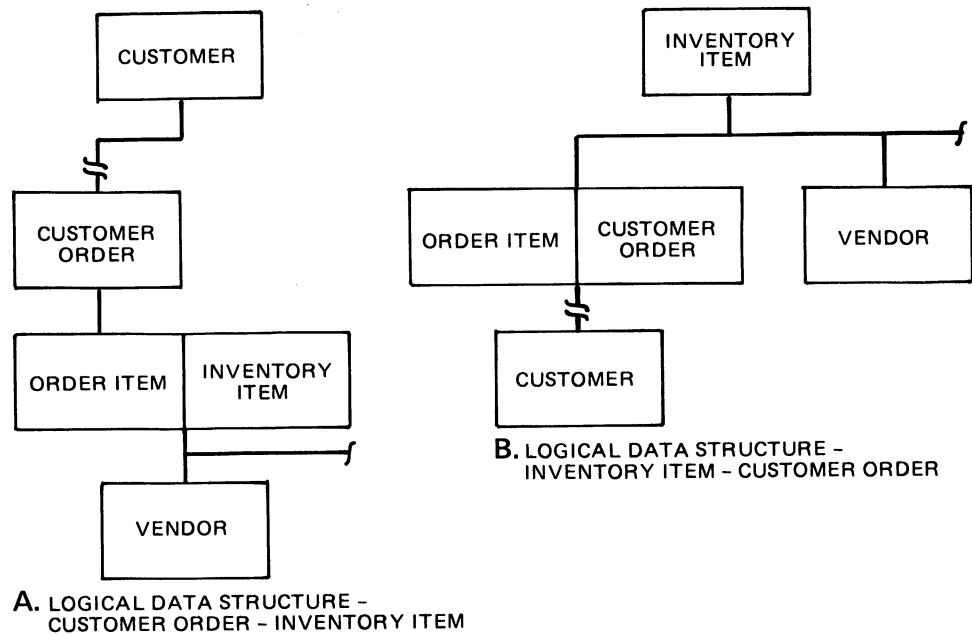 CUSTOMER
CUSTOMER
ORDER
ORDER ITEM
INVENTORY
ITEM
VENDOR
A. LOGICAL DATA STRUCTURE –
CUSTOMER ORDER – INVENTORY ITEM
INVENTORY
ITEM
ORDER ITEM
CUSTOMER
ORDER
VENDOR
CUSTOMER
B. LOGICAL DATA STRUCTURE –
INVENTORY ITEM – CUSTOMER ORDER